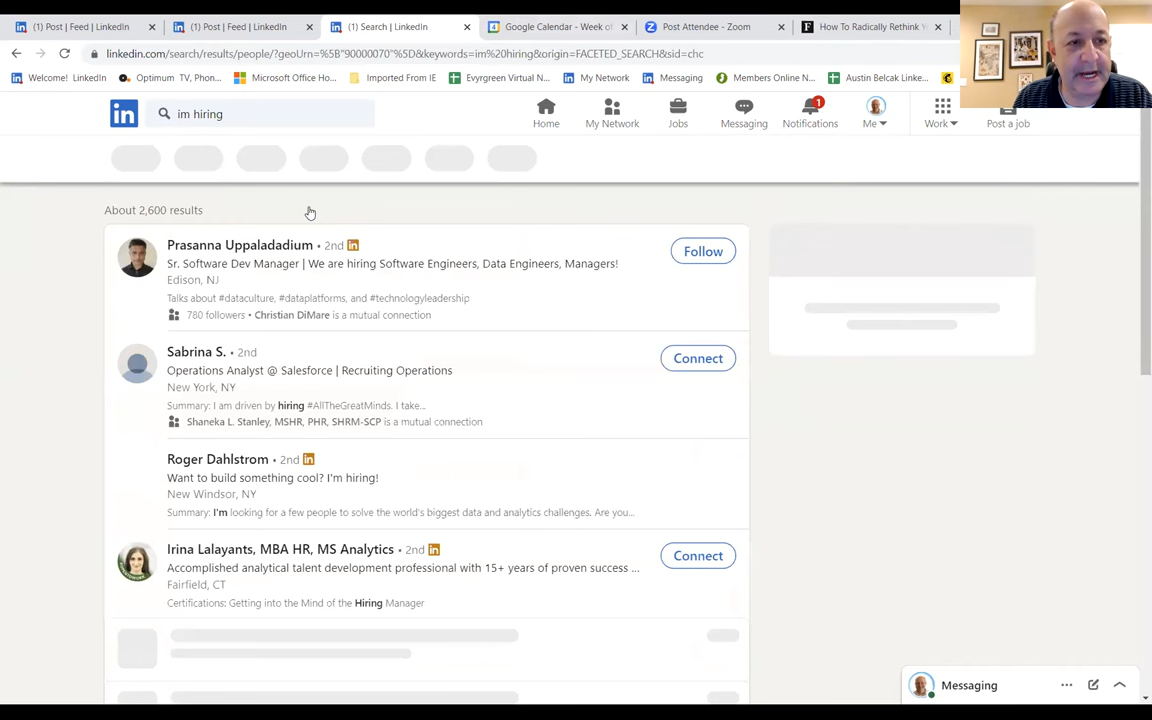 (1) Post | Feed | LinkedIn
(1) Post | Feed | LinkedIn
(1) Search | LinkedIn
Google Calendar - Week of
Post Attendee - Zoom
How To Radically Rethink
linkedin.com/search/results/people/?geoUrn=%5B"90000070"%5D&keywords=im%20hiring&origin=FACETED_SEARCH&sid=chc
Welcome! LinkedIn
Optimum TV, Phon...
Microsoft Office Ho...
Imported From IE
Evyrgreen Virtual N...
My Network
Messaging
Members Online N...
Austin Belcak Linke...
in
im hiring
Home
My Network
Jobs
Messaging
1
Notifications
Me
Work
Post a job
About 2,600 results
Prasanna Uppaladadium • 2nd in
Follow
Sr. Software Dev Manager | We are hiring Software Engineers, Data Engineers, Managers!
Edison, NJ
Talks about #dataculture, #dataplatforms, and #technologyleadership
780 followers • Christian DiMare is a mutual connection
Sabrina S. • 2nd
Connect
Operations Analyst @ Salesforce | Recruiting Operations
New York, NY
Summary: I am driven by hiring #AllTheGreatMinds. I take...
Shaneka L. Stanley, MSHR, PHR, SHRM-SCP is a mutual connection
Roger Dahlstrom • 2nd in
Want to build something cool? I'm hiring!
New Windsor, NY
Summary: I'm looking for a few people to solve the world's biggest data and analytics challenges. Are you...
Irina Lalayants, MBA HR, MS Analytics • 2nd in
Connect
Accomplished analytical talent development professional with 15+ years of proven success ...
Fairfield, CT
Certifications: Getting into the Mind of the Hiring Manager
Messaging